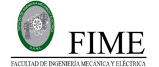 FIME
FACULTAD DE INGENIERÍA MECÁNICA Y ELÉCTRICA